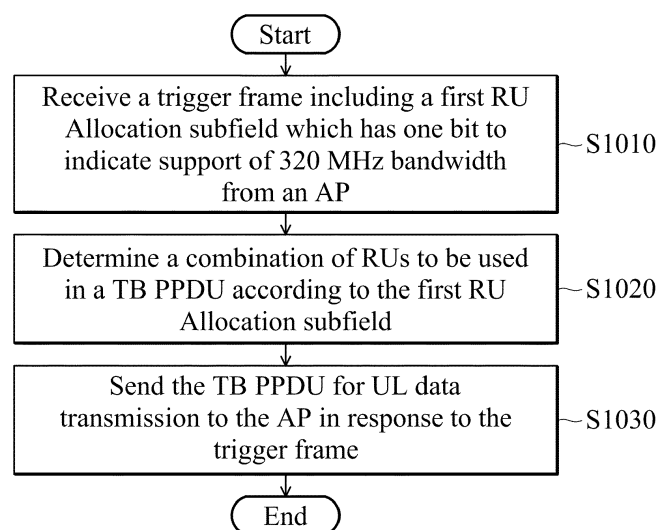 Start
Receive a trigger frame including a first RU
Allocation subfield which has one bit to
indicate support of 320 MHz bandwidth
from an AP
S1010
Determine a combination of RUs to be used
in a TB PPDU according to the first RU
Allocation subfield
S1020
Send the TB PPDU for UL data
transmission to the AP in response to the
trigger frame
S1030
End